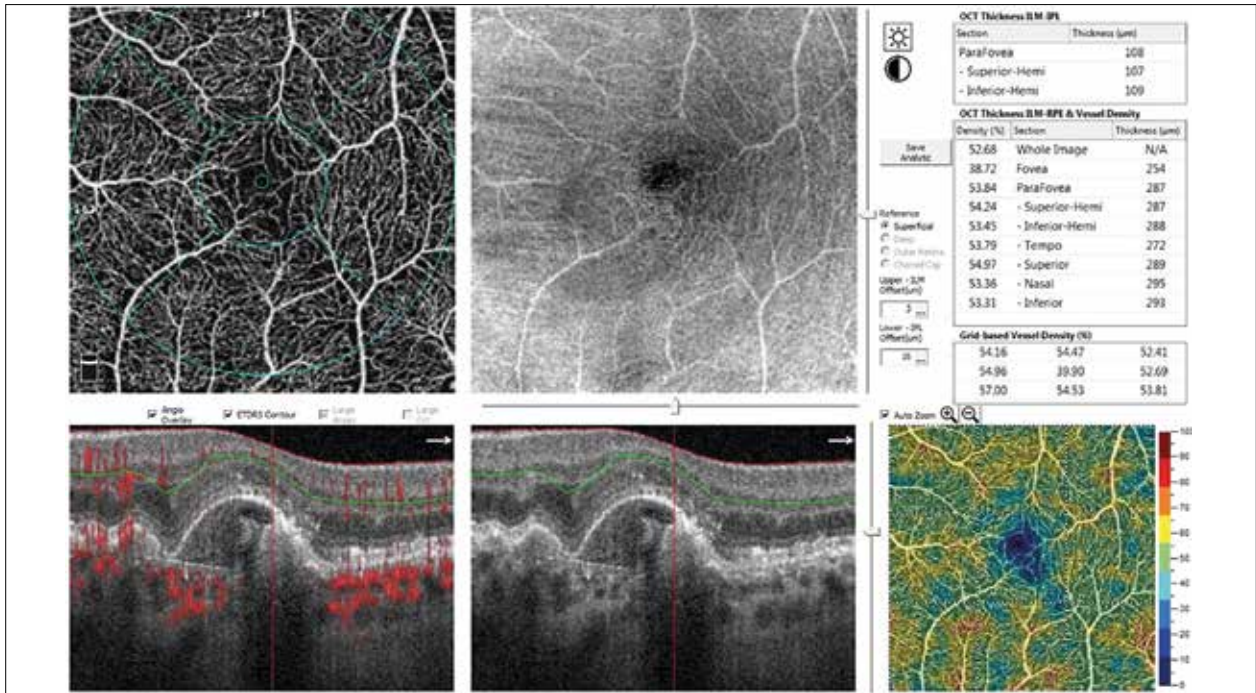 OCT Thickness ILM-IPL
Section Thickness (µm)
ParaFovea 108
- Superior-Hemi 107
- Inferior-Hemi 109
OCT Thickness ILM-RPE & Vessel Density
Density (%) Section Thickness (µm)
52.68 Whole Image N/A
38.72 Fovea 254
53.84 ParaFovea 287
54.24 - Superior-Hemi 287
53.45 - Inferior-Hemi 288
53.79 - Tempo 272
54.97 - Superior 289
53.36 - Nasal 295
53.31 - Inferior 293
Save
Analytic
Reference
Superficial
Deep
Outer Retina
Choroid Cap
Upper - ILM
Offset(um)
3
Lower - IPL
Offset(um)
Grid-based Vessel Density (%)
54.16 54.47 52.41
54.96 39.90 52.69
57.00 54.53 53.81
Angio
Overlay
ETDRS Contour
Large
Large
Auto Zoom
100
90
80
70
60
50
40
30
20
10
0